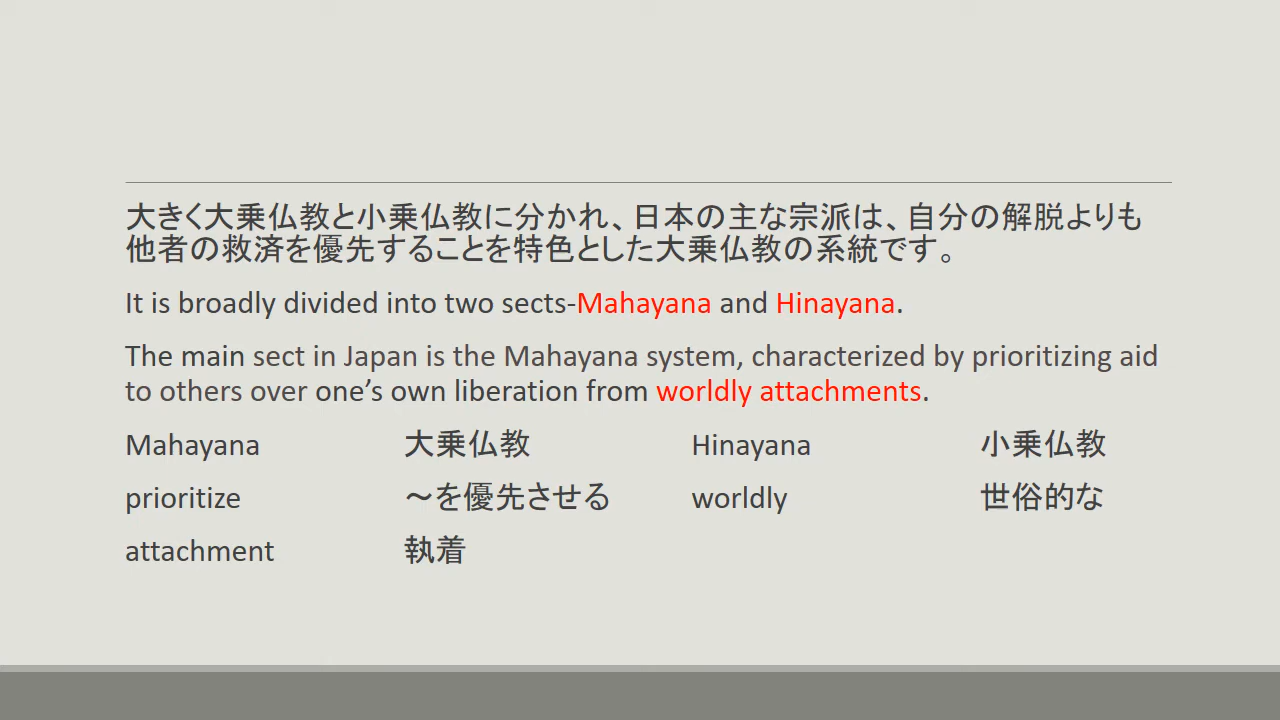 大きく大乗仏教と小乗仏教に分かれ、日本の主な宗派は、自分の解脱よりも
他者の救済を優先することを特色とした大乗仏教の系統です。
It is broadly divided into two sects-Mahayana and Hinayana.
The main sect in Japan is the Mahayana system, characterized by prioritizing aid
to others over one’s own liberation from worldly attachments.
Mahayana 大乗仏教 Hinayana 小乗仏教
prioritize ～を優先させる worldly 世俗的な
attachment 執着